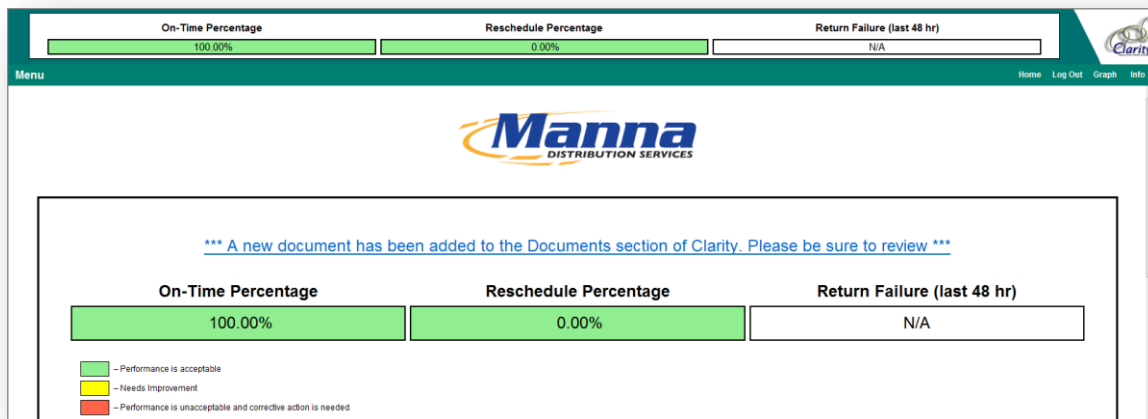 On-Time Percentage Reschedule Percentage Return Failure (last 48 hr)
100.00% 0.00% N/A
Clarity
Menu Home Log Out Graph Info
Manna
DISTRIBUTION SERVICES
*** A new document has been added to the Documents section of Clarity. Please be sure to review ***
On-Time Percentage Reschedule Percentage Return Failure (last 48 hr)
100.00% 0.00% N/A
– Performance is acceptable
– Needs Improvement
– Performance is unacceptable and corrective action is needed